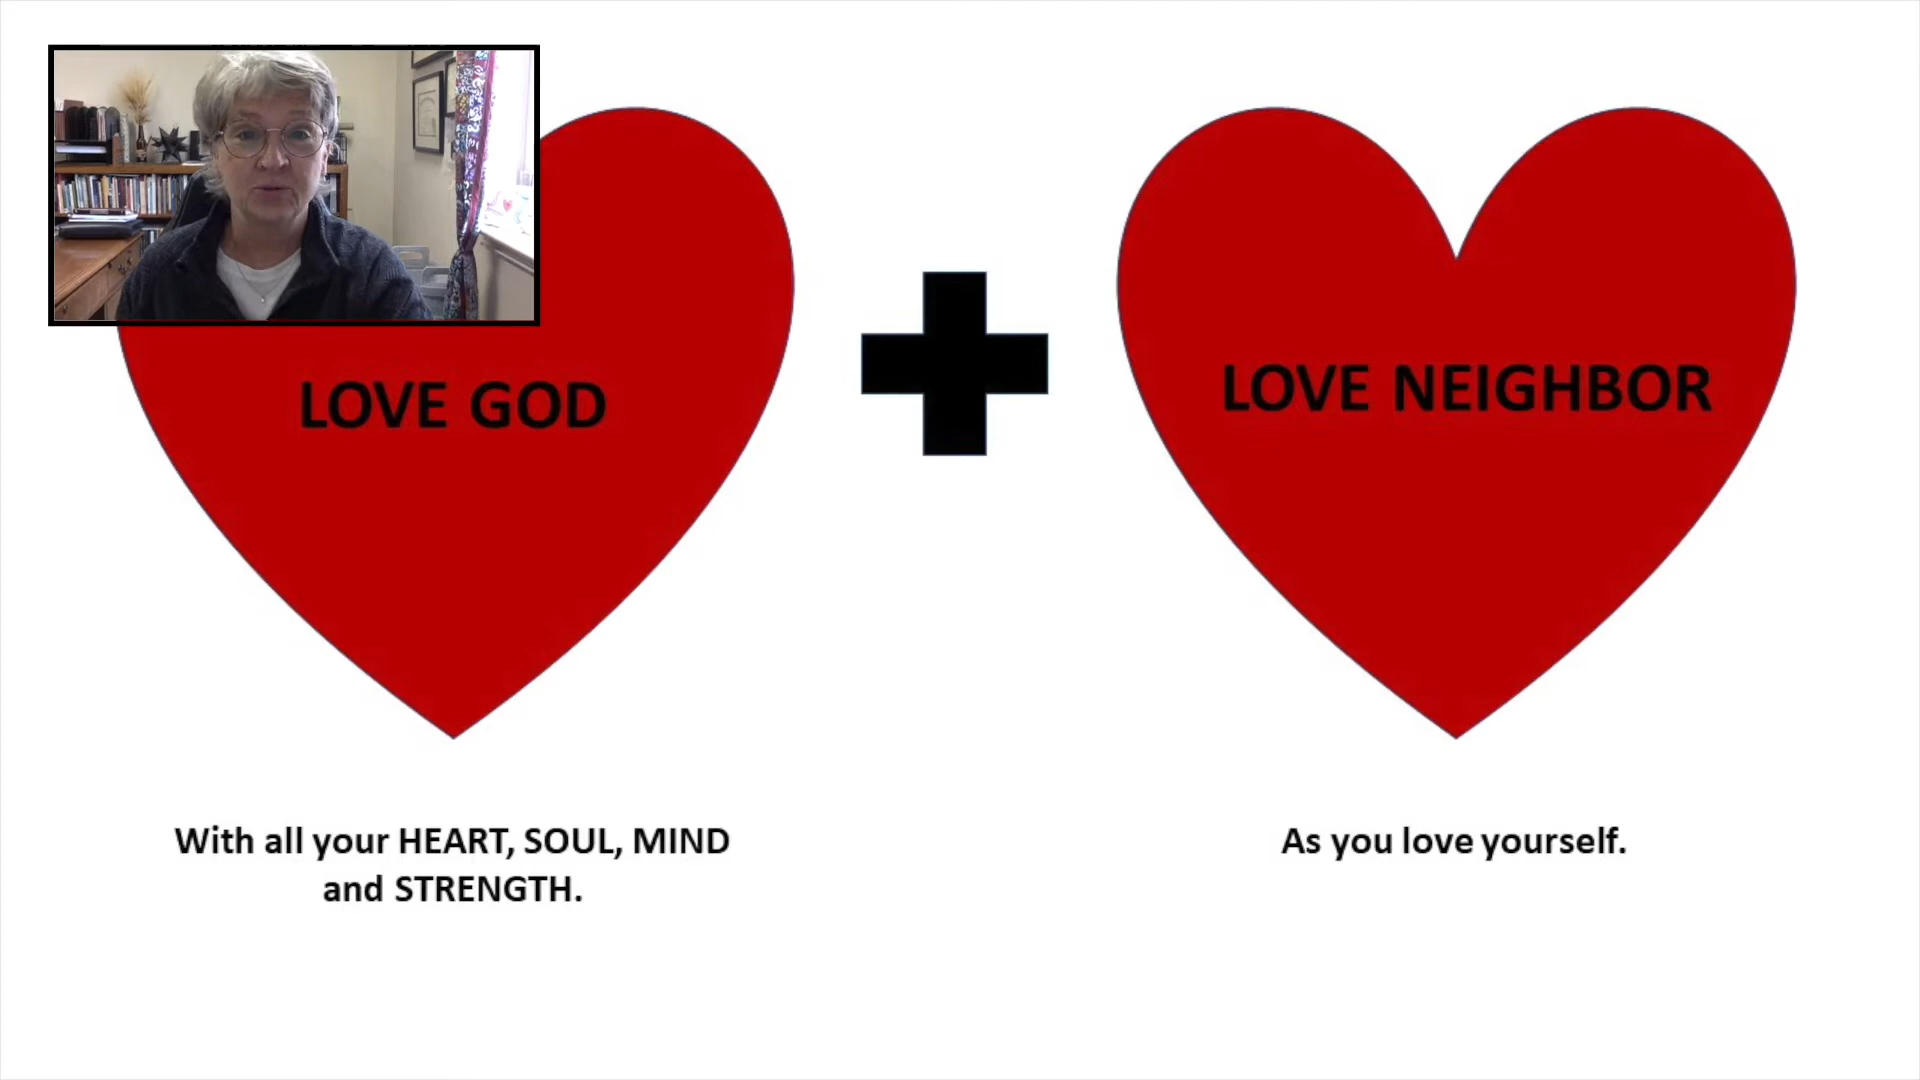 LOVE GOD
LOVE NEIGHBOR
With all your HEART, SOUL, MIND
and STRENGTH.
As you love yourself.